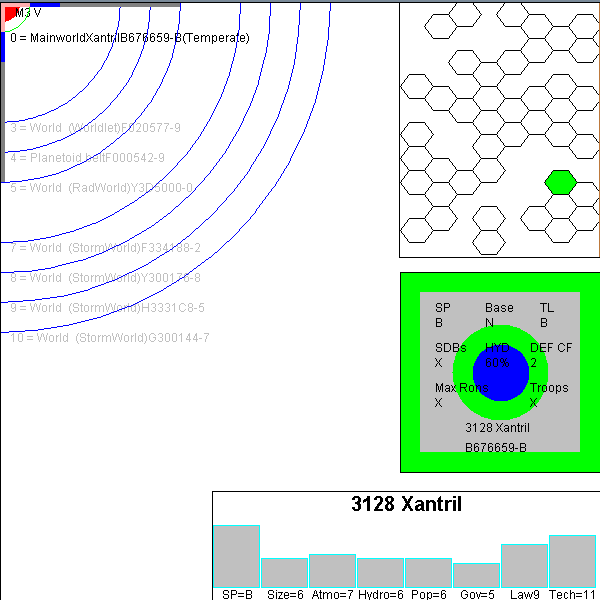 M3 V
0 = MainworldXantrilB676659-B(Temperate)
3 = World  (Worldlet)F020577-9
4 = Planetoid beltF000542-9
5 = World  (RadWorld)Y3D5000-0
7 = World  (StormWorld)F334188-2
8 = World  (StormWorld)Y300176-8
9 = World  (StormWorld)H3331C8-5
10 = World  (StormWorld)G300144-7
SP Base TL
B N B
SDBs HYD DEF CF
X 60% 2
Max Rons Troops
X X
3128 Xantril
B676659-B
3128 Xantril
SP=B Size=6 Atmo=7 Hydro=6 Pop=6 Gov=5 Law9 Tech=11